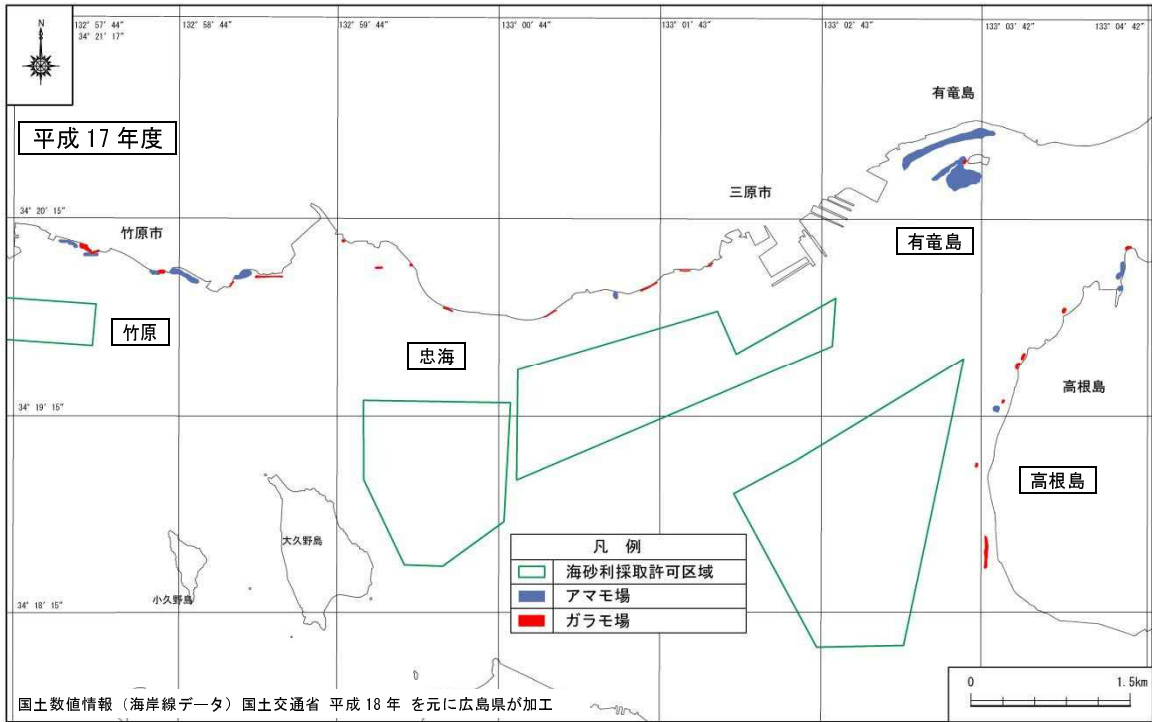 N
132° 57′ 44″
34° 21′ 17″
132° 58′ 44″
132° 59′ 44″
133° 00′ 44″
133° 01′ 43″
133° 02′ 43″
133° 03′ 42″
133° 04′ 42″
平成 17 年度
有竜島
三原市
34° 20′ 15″
竹原市
有竜島
竹原
忠海
高根島
34° 19′ 15″
高根島
大久野島
小久野島
凡 例
海砂利採取許可区域
アマモ場
ガラモ場
34° 18′ 15″
0 1.5km
国土数値情報（海岸線データ）国土交通省 平成 18 年 を元に広島県が加工